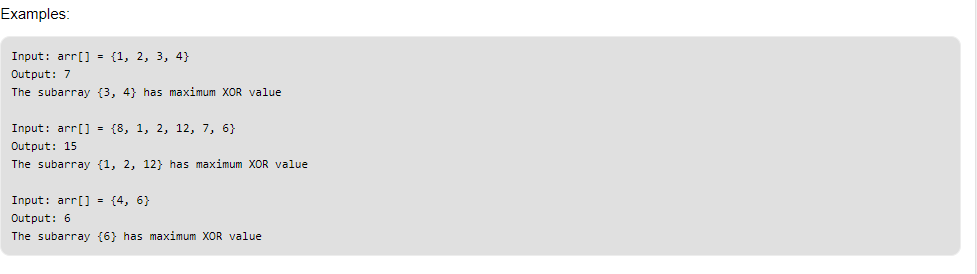 Examples:
Input: arr[] = {1, 2, 3, 4}
Output: 7
The subarray {3, 4} has maximum XOR value
Input: arr[] = {8, 1, 2, 12, 7, 6}
Output: 15
The subarray {1, 2, 12} has maximum XOR value
Input: arr[] = {4, 6}
Output: 6
The subarray {6} has maximum XOR value